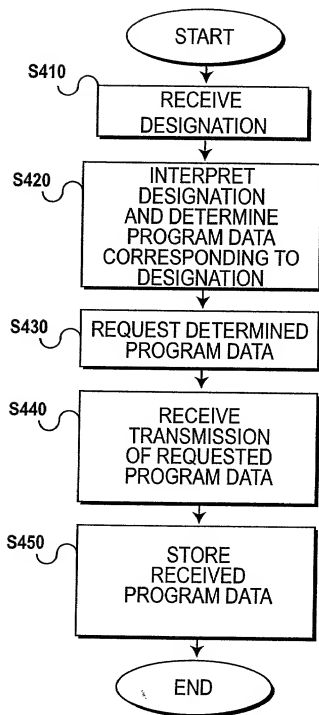 START
S410
RECEIVE
DESIGNATION
S420
INTERPRET
DESIGNATION
AND DETERMINE
PROGRAM DATA
CORRESPONDING TO
DESIGNATION
S430
REQUEST DETERMINED
PROGRAM DATA
S440
RECEIVE
TRANSMISSION
OF REQUESTED
PROGRAM DATA
S450
STORE
RECEIVED
PROGRAM DATA
END